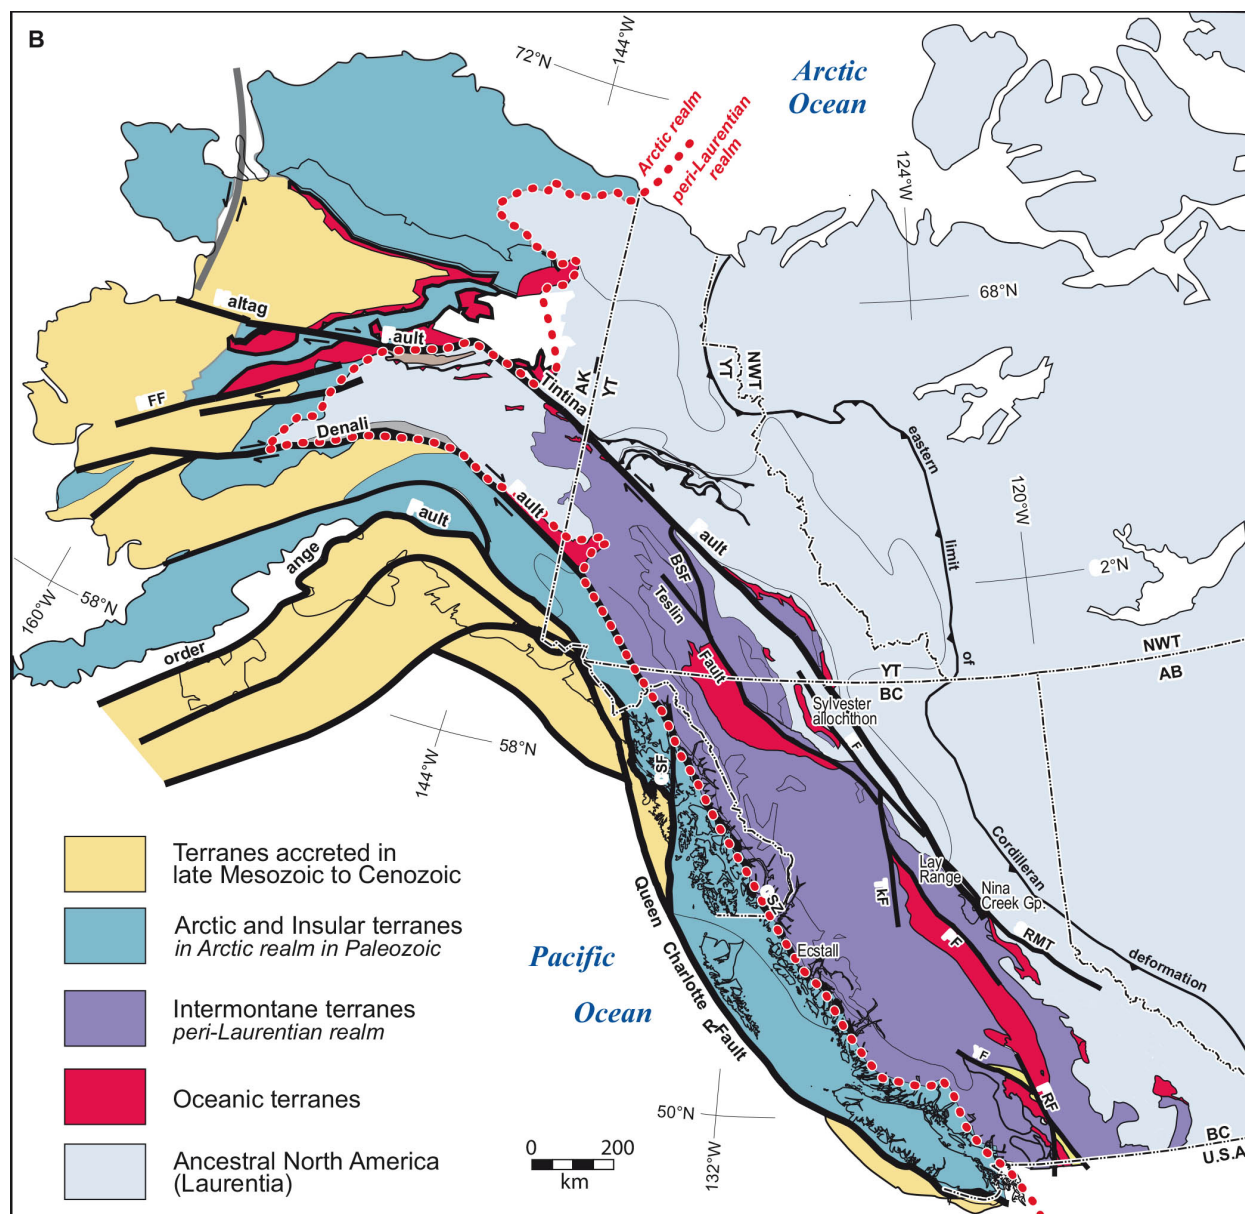 B
72°N
144°W
Arctic
Ocean
Arctic realm
peri-Laurentian
realm
124°W
68°N
altag
ault
FF
Denali
Tintina
AK
YT
NWT
YT
eastern
limit
of
Cordilleran
deformation
120°W
2°N
ault
ault
ault
ange
order
58°N
160°W
BSF
Teslin
Fault
YT
BC
NWT
AB
Sylvester
allochthon
F
58°N
144°W
SF
Lay
Range
Nina
Creek Gp.
RMT
kF
F
SZ
Ecstall
Queen Charlotte Fault
R
Pacific
Ocean
F
RF
50°N
132°W
BC
U.S.A
0 200
km
Terranes accreted in
late Mesozoic to Cenozoic
Arctic and Insular terranes
in Arctic realm in Paleozoic
Intermontane terranes
peri-Laurentian realm
Oceanic terranes
Ancestral North America
(Laurentia)